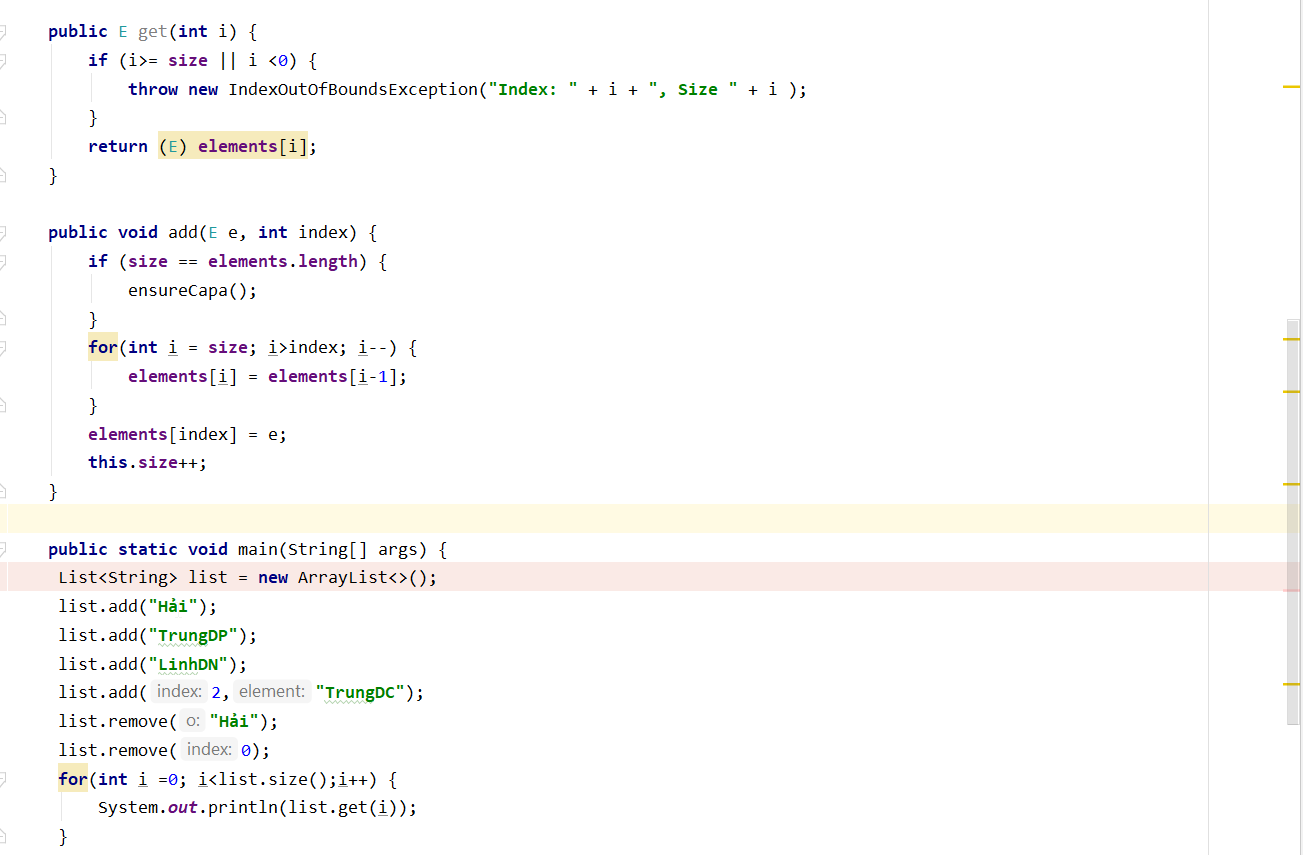 public E get(int i) {
if (i>= size || i <0) {
throw new IndexOutOfBoundsException("Index: " + i + ", Size " + i );
}
return (E) elements[i];
}
public void add(E e, int index) {
if (size == elements.length) {
ensureCapa();
}
for(int i = size; i>index; i--) {
elements[i] = elements[i-1];
}
elements[index] = e;
this.size++;
}
public static void main(String[] args) {
List<String> list = new ArrayList<>();
list.add("Hải");
list.add("TrungDP");
list.add("LinhDN");
list.add( index: 2, element: "TrungDC");
list.remove( o: "Hải");
list.remove( index: 0);
for(int i =0; i<list.size();i++) {
System.out.println(list.get(i));
}